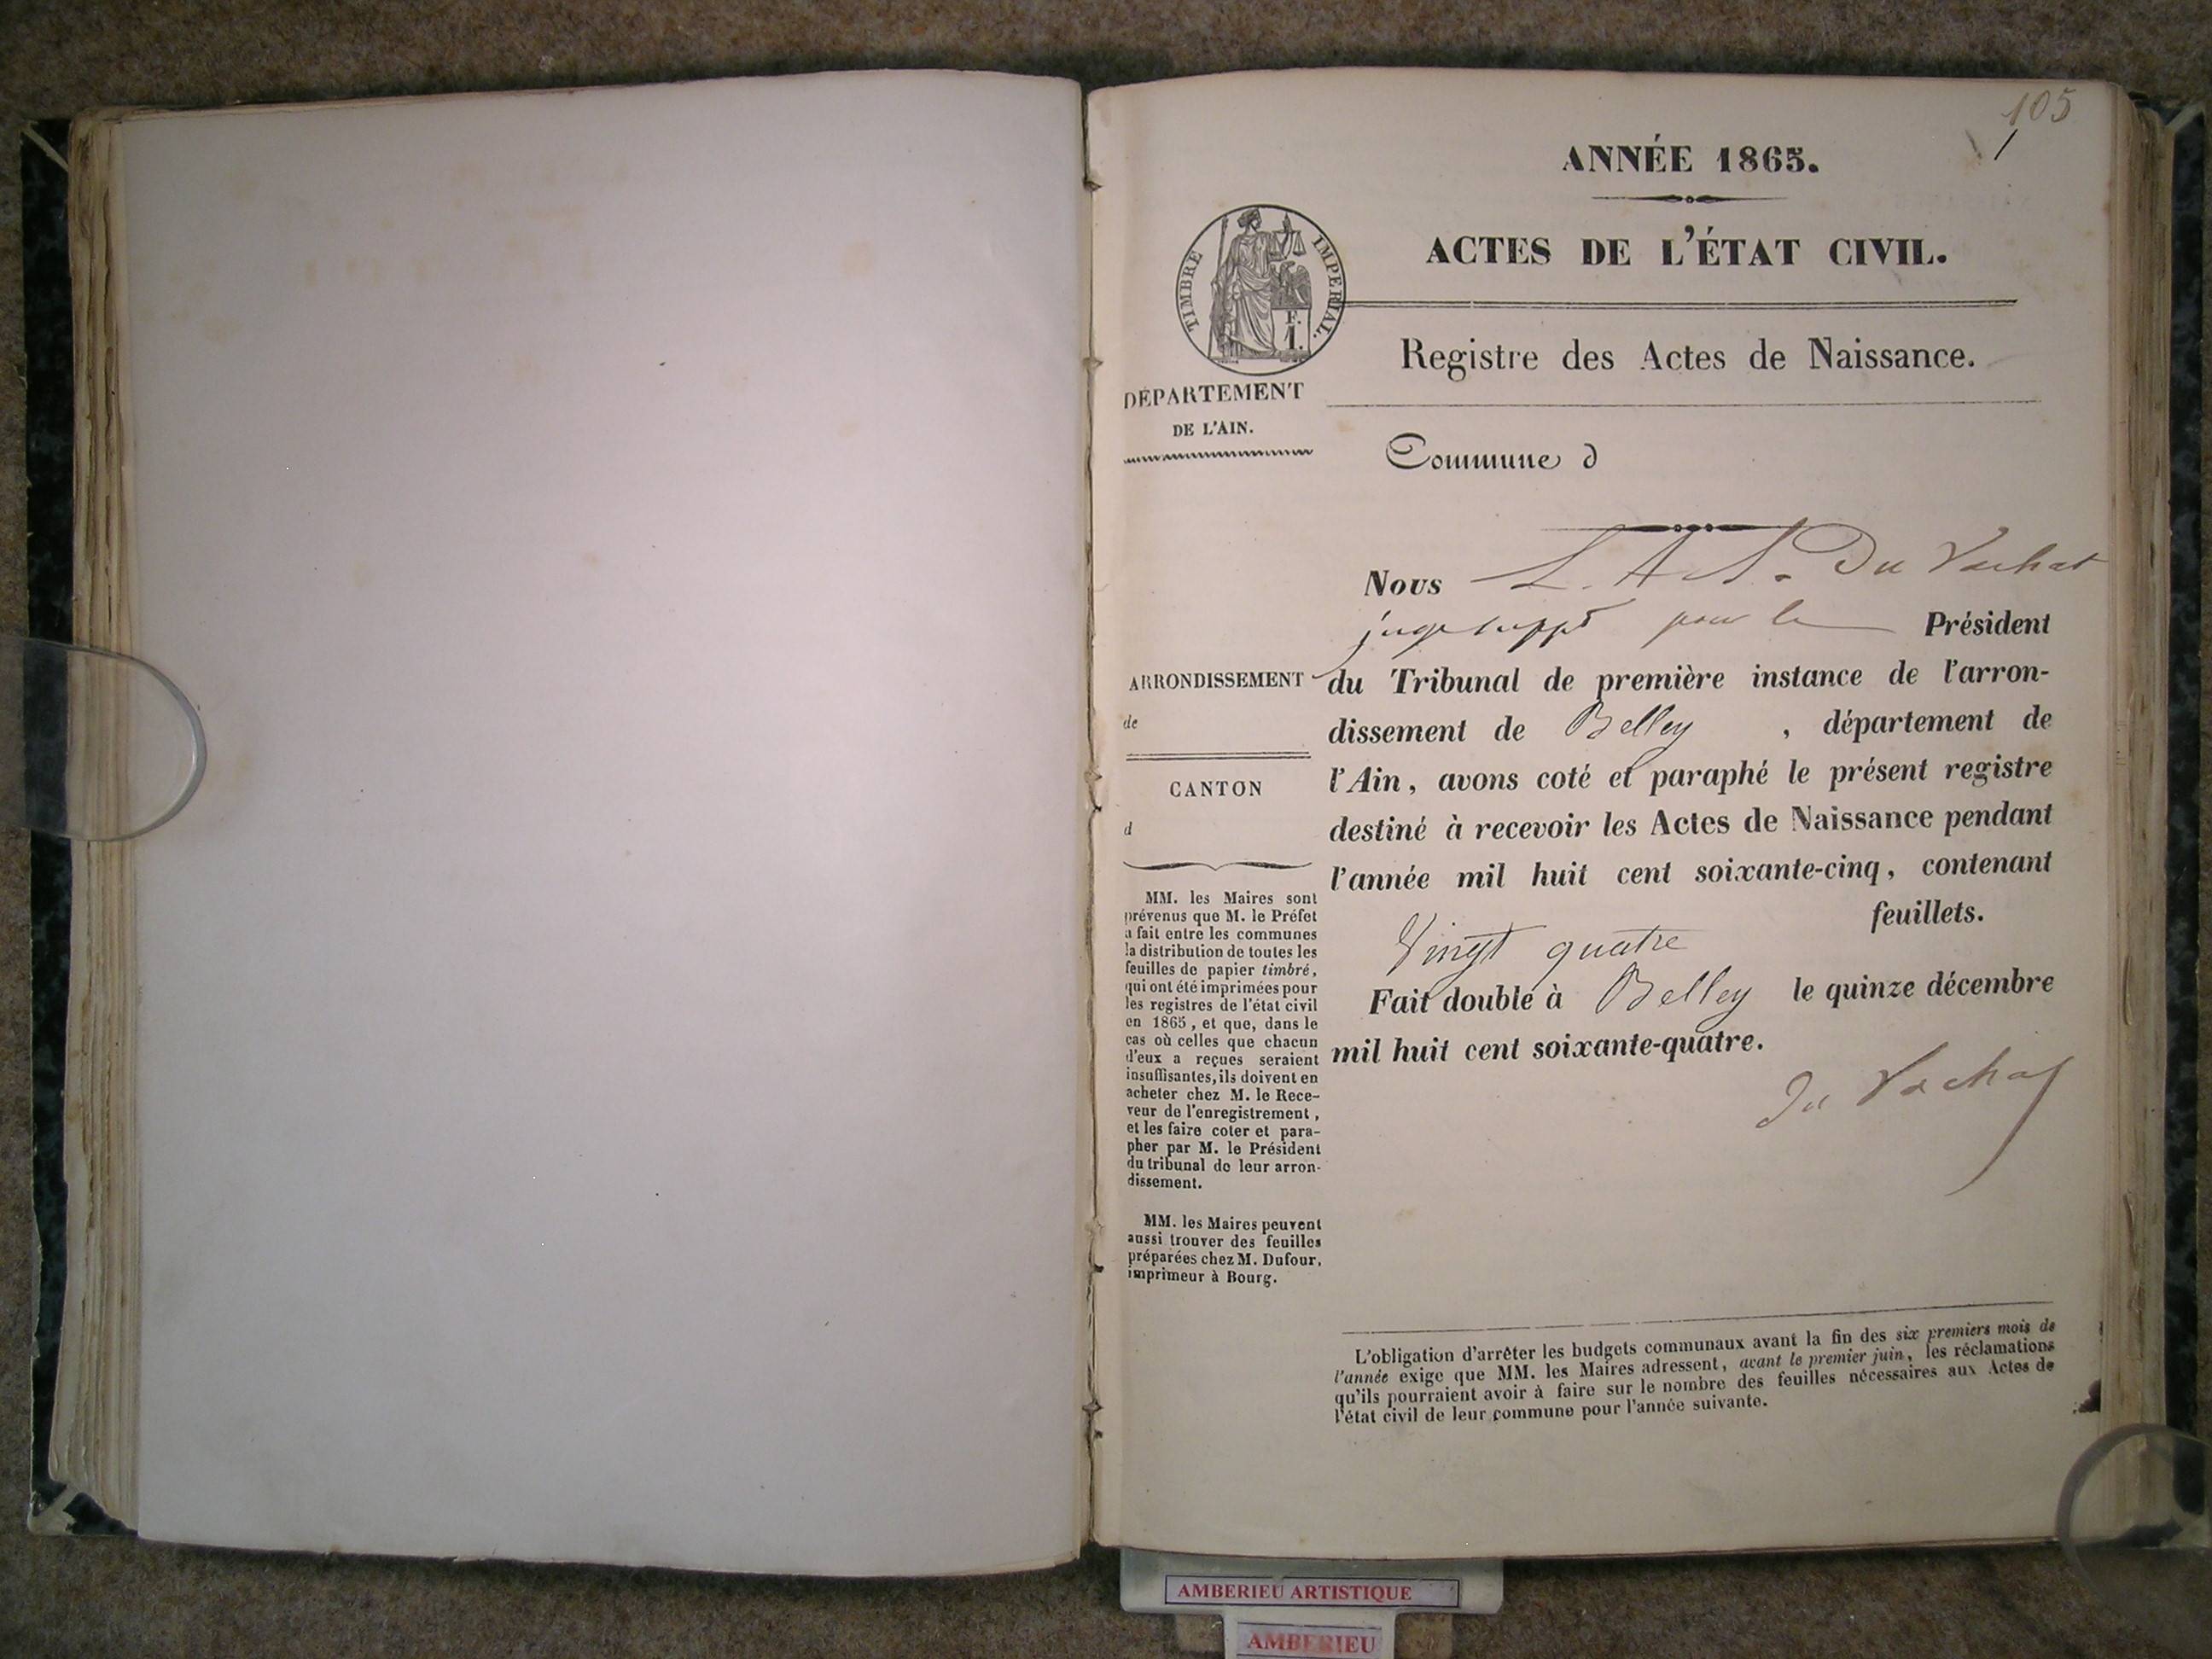 105
1
ANNÉE 1865.
ACTES DE L'ÉTAT CIVIL.
TIMBRE IMPERIAL.
F.
1.
Registre des Actes de Naissance.
DÉPARTEMENT
DE L'AIN.
Commune d
Nous L. A. S. Du Vachat
juge suppt pour le Président
du Tribunal de première instance de l'arron-
dissement de Belley , département de
l'Ain, avons coté et paraphé le présent registre
destiné à recevoir les Actes de Naissance pendant
l'année mil huit cent soixante-cinq, contenant
feuillets.
Vingt quatre
Fait double à Belley le quinze décembre
mil huit cent soixante-quatre.
Du Vachat
ARRONDISSEMENT
de
CANTON
d
MM. les Maires sont
prévenus que M. le Préfet
a fait entre les communes
la distribution de toutes les
feuilles de papier timbré,
qui ont été imprimées pour
les registres de l'état civil
en 1865, et que, dans le
cas où celles que chacun
d'eux a reçues seraient
insuffisantes, ils doivent en
acheter chez M. le Rece-
veur de l'enregistrement,
et les faire coter et para-
pher par M. le Président
du tribunal de leur arron-
dissement.
MM. les Maires peuvent
aussi trouver des feuilles
préparées chez M. Dufour,
imprimeur à Bourg.
L'obligation d'arrêter les budgets communaux avant la fin des six premiers mois de
l'année exige que MM. les Maires adressent, avant le premier juin, les réclamations
qu'ils pourraient avoir à faire sur le nombre des feuilles nécessaires aux Actes de
l'état civil de leur commune pour l'année suivante.
AMBERIEU ARTISTIQUE
AMBERIEU